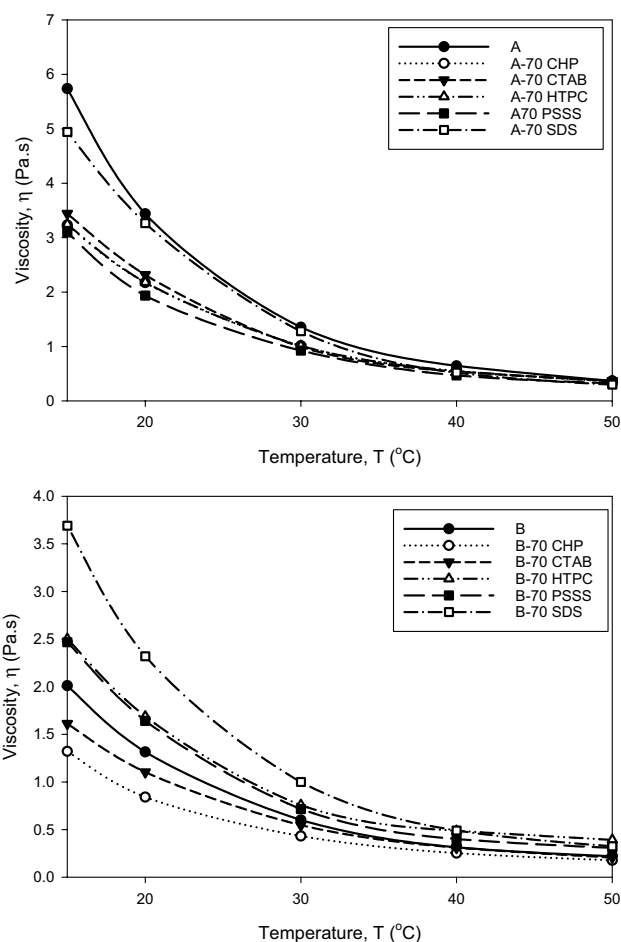 7
6
5
4
3
2
1
0
Viscosity, η (Pa.s)
A
A-70 CHP
A-70 CTAB
A-70 HTPC
A70 PSSS
A-70 SDS
20 30 40 50
Temperature, T (°C)
4.0
3.5
3.0
2.5
2.0
1.5
1.0
0.5
0.0
Viscosity, η (Pa.s)
B
B-70 CHP
B-70 CTAB
B-70 HTPC
B-70 PSSS
B-70 SDS
20 30 40 50
Temperature, T (°C)